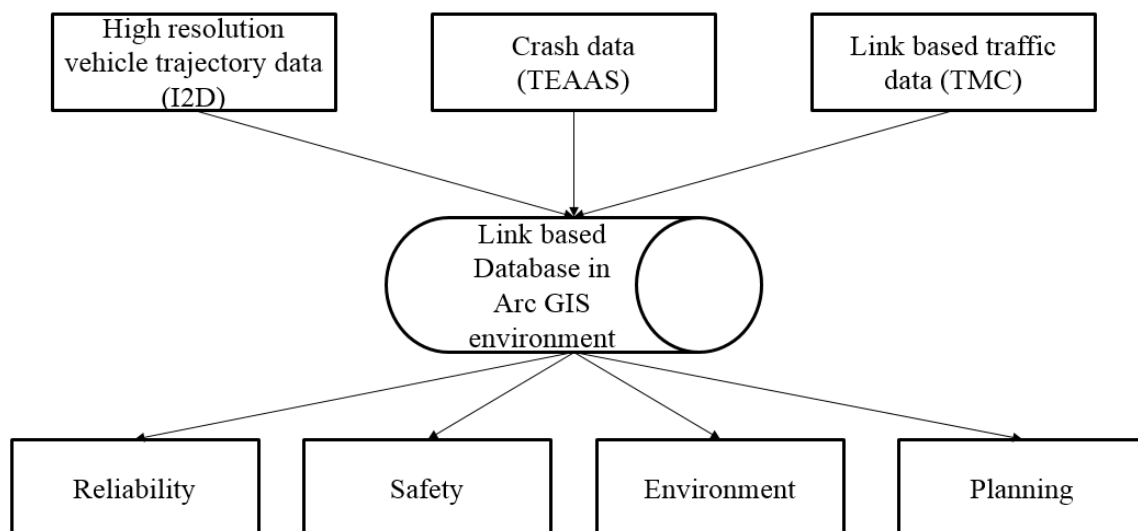 High resolution
vehicle trajectory data
(I2D)
Crash data
(TEAAS)
Link based traffic
data (TMC)
Link based
Database in
Arc GIS
environment
Reliability
Safety
Environment
Planning